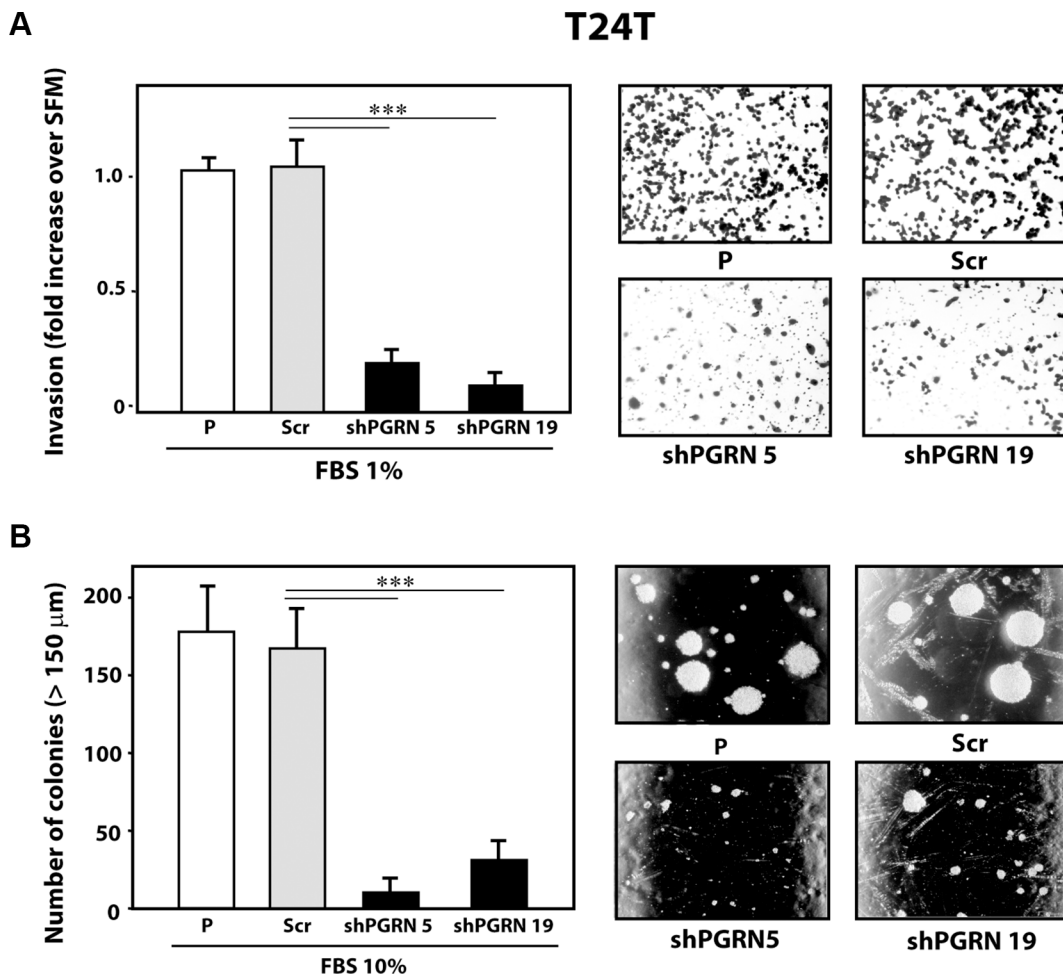 A
T24T
Invasion (fold increase over SFM)
1.0
0.5
0
***
P
Scr
shPGRN 5
shPGRN 19
FBS 1%
P
Scr
shPGRN 5
shPGRN 19
B
Number of colonies (> 150 μm)
200
150
100
50
0
***
P
Scr
shPGRN 5
shPGRN 19
FBS 10%
P
Scr
shPGRN5
shPGRN 19